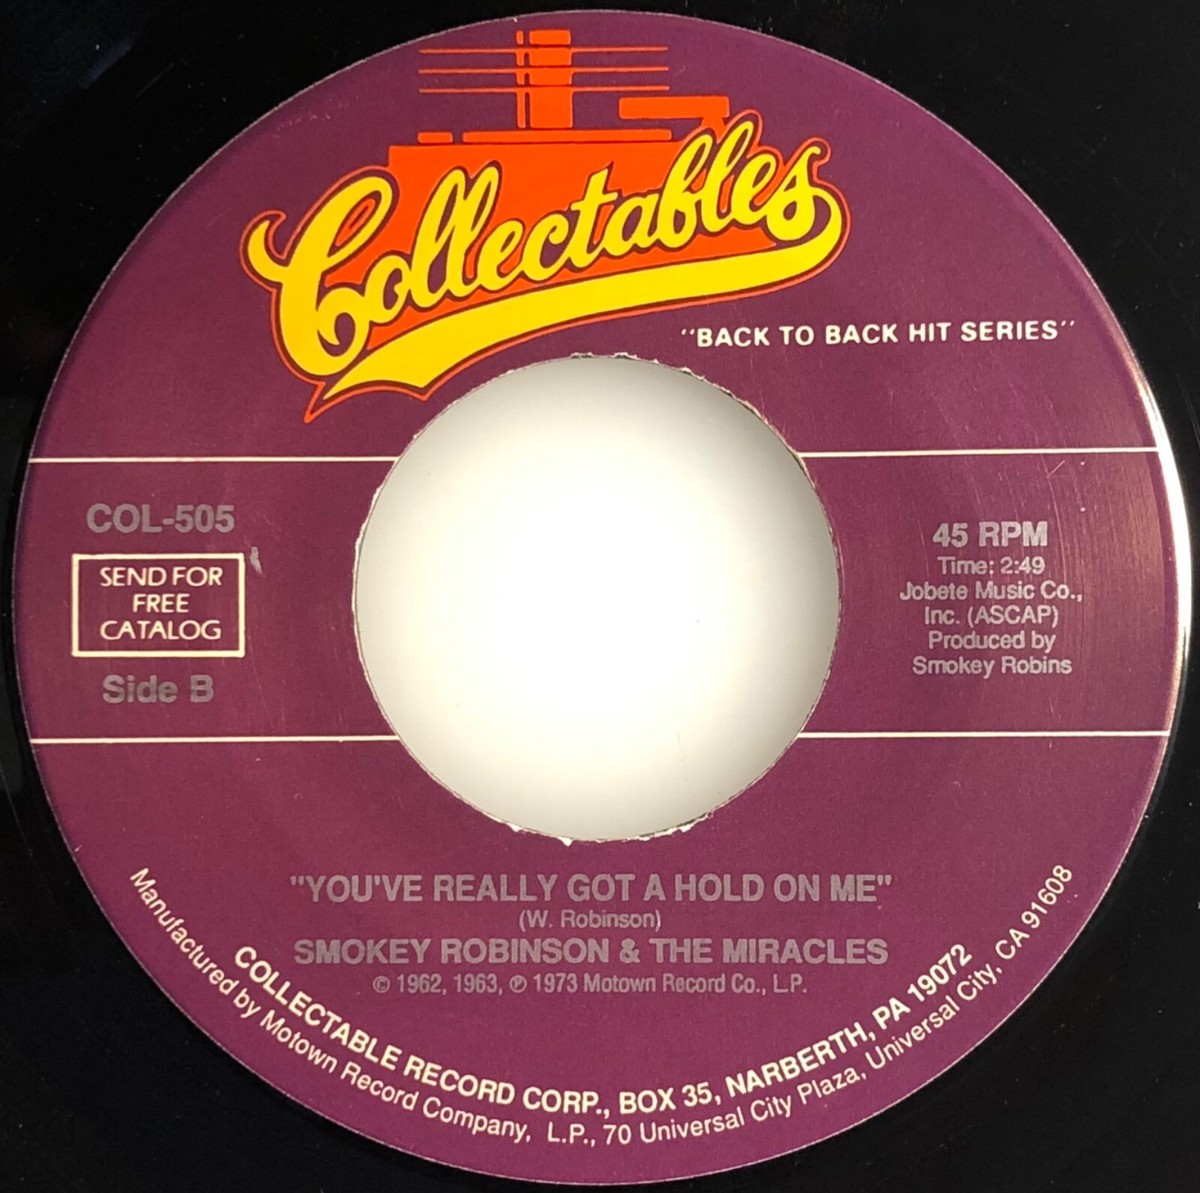 Collectables
"BACK TO BACK HIT SERIES"
COL-505
SEND FOR
FREE
CATALOG
Side B
45 RPM
Time: 2:49
Jobete Music Co.,
Inc. (ASCAP)
Produced by
Smokey Robins
"YOU'VE REALLY GOT A HOLD ON ME"
(W. Robinson)
SMOKEY ROBINSON & THE MIRACLES
© 1962, 1963, ℗ 1973 Motown Record Co., L.P.
COLLECTABLE RECORD CORP., BOX 35, NARBERTH, PA 19072
Manufactured by Motown Record Company, L.P., 70 Universal City Plaza, Universal City, CA 91608